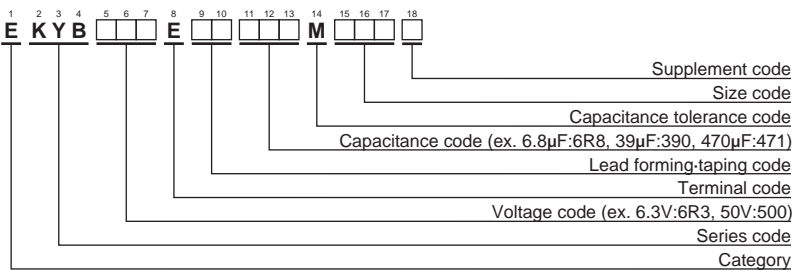 1 2 3 4 5 6 7 8 9 10 11 12 13 14 15 16 17 18
E KYB □□□ E □□ □□□ M □□□ □
Supplement code
Size code
Capacitance tolerance code
Capacitance code (ex. 6.8µF:6R8, 39µF:390, 470µF:471)
Lead forming·taping code
Terminal code
Voltage code (ex. 6.3V:6R3, 50V:500)
Series code
Category